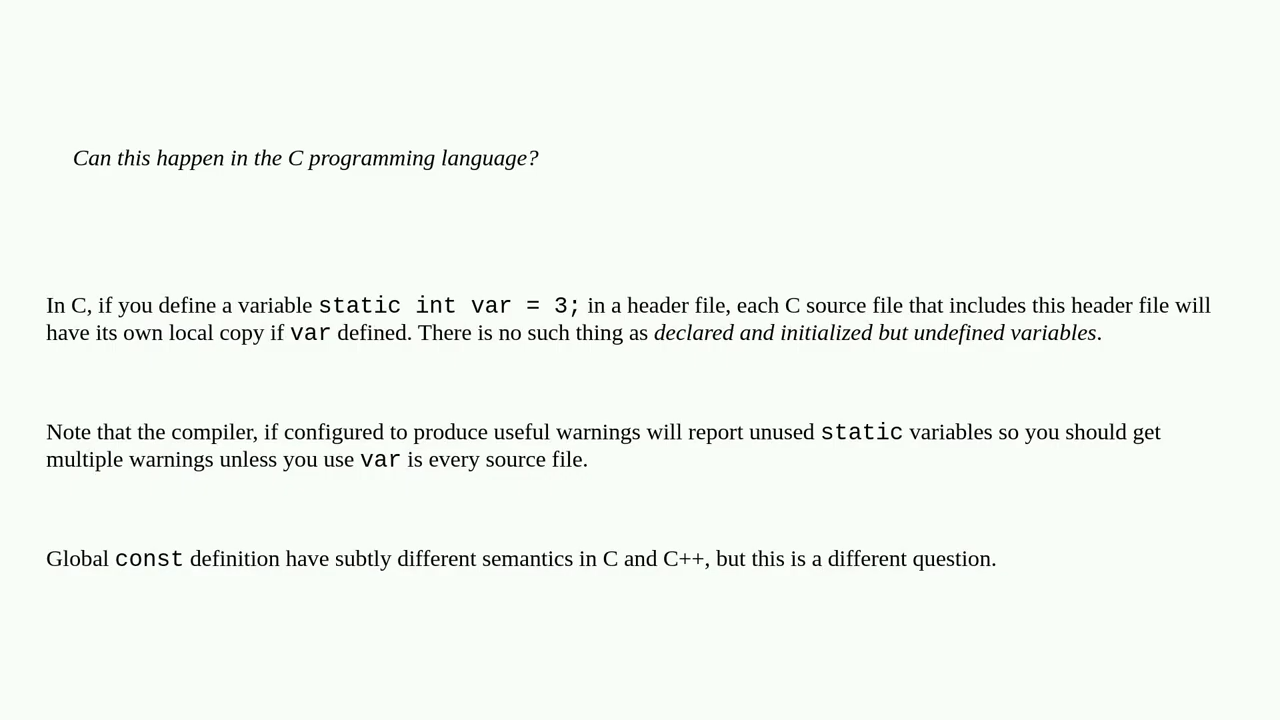 Can this happen in the C programming language?
In C, if you define a variable static int var = 3; in a header file, each C source file that includes this header file will
have its own local copy if var defined. There is no such thing as declared and initialized but undefined variables.
Note that the compiler, if configured to produce useful warnings will report unused static variables so you should get
multiple warnings unless you use var is every source file.
Global const definition have subtly different semantics in C and C++, but this is a different question.